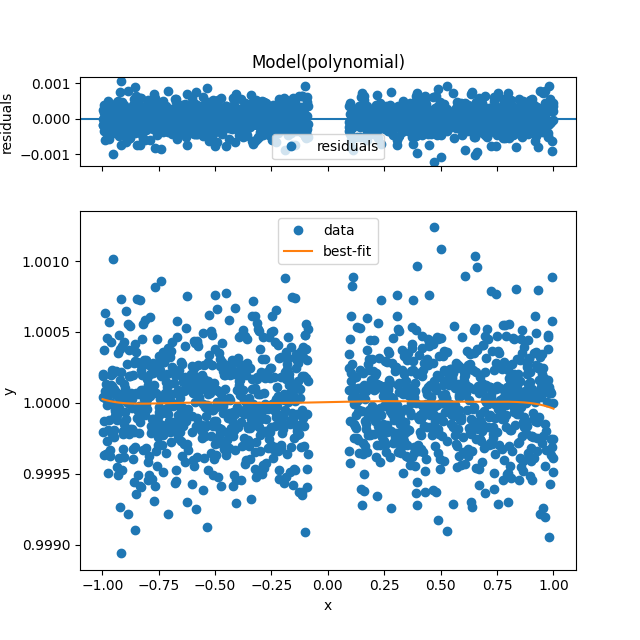 Model(polynomial)
residuals
0.001
0.000
−0.001
residuals
y
1.0010
1.0005
1.0000
0.9995
0.9990
data
best-fit
−1.00 −0.75 −0.50 −0.25 0.00 0.25 0.50 0.75 1.00
x